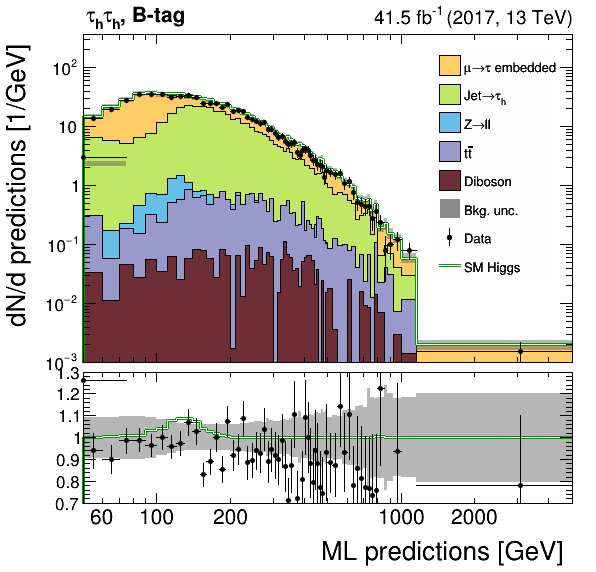 τhτh, B-tag
41.5 fb⁻¹ (2017, 13 TeV)
dN/d predictions [1/GeV]
10²
10
1
10⁻¹
10⁻²
10⁻³
μ→τ embedded
Jet→τh
Z→ll
tt̄
Diboson
Bkg. unc.
Data
SM Higgs
1.3
1.2
1.1
1
0.9
0.8
0.7
60 100 200 1000 2000
ML predictions [GeV]